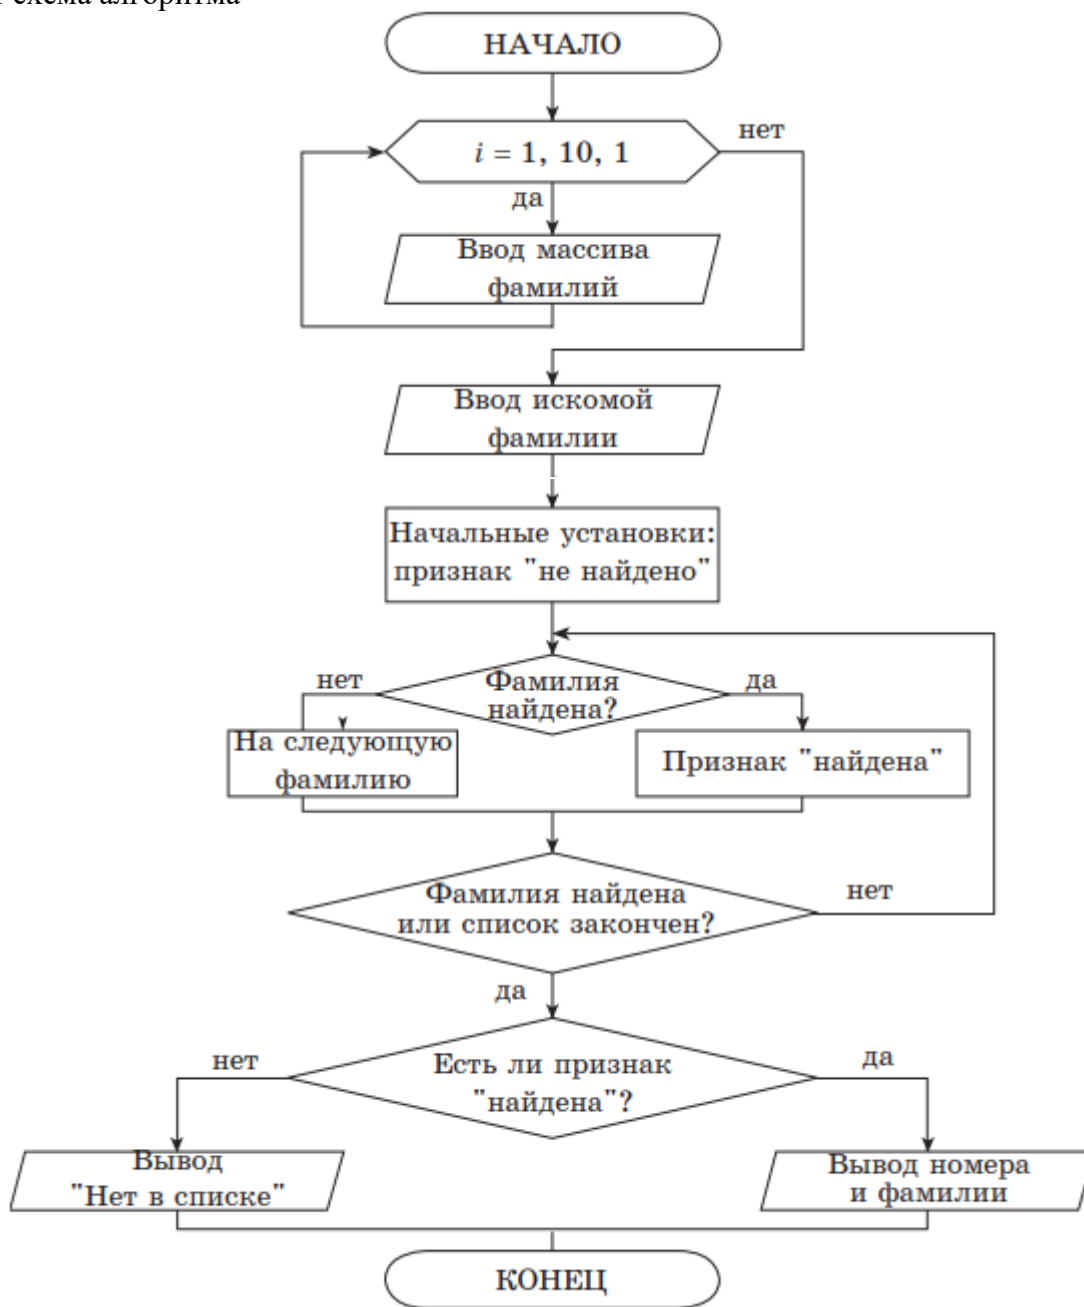 схема алгоритма
НАЧАЛО
i = 1, 10, 1
нет
да
Ввод массива
фамилий
Ввод искомой
фамилии
Начальные установки:
признак "не найдено"
нет
Фамилия
найдена?
да
На следующую
фамилию
Признак "найдена"
Фамилия найдена
или список закончен?
нет
да
нет
Есть ли признак
"найдена"?
да
Вывод
"Нет в списке"
Вывод номера
и фамилии
КОНЕЦ